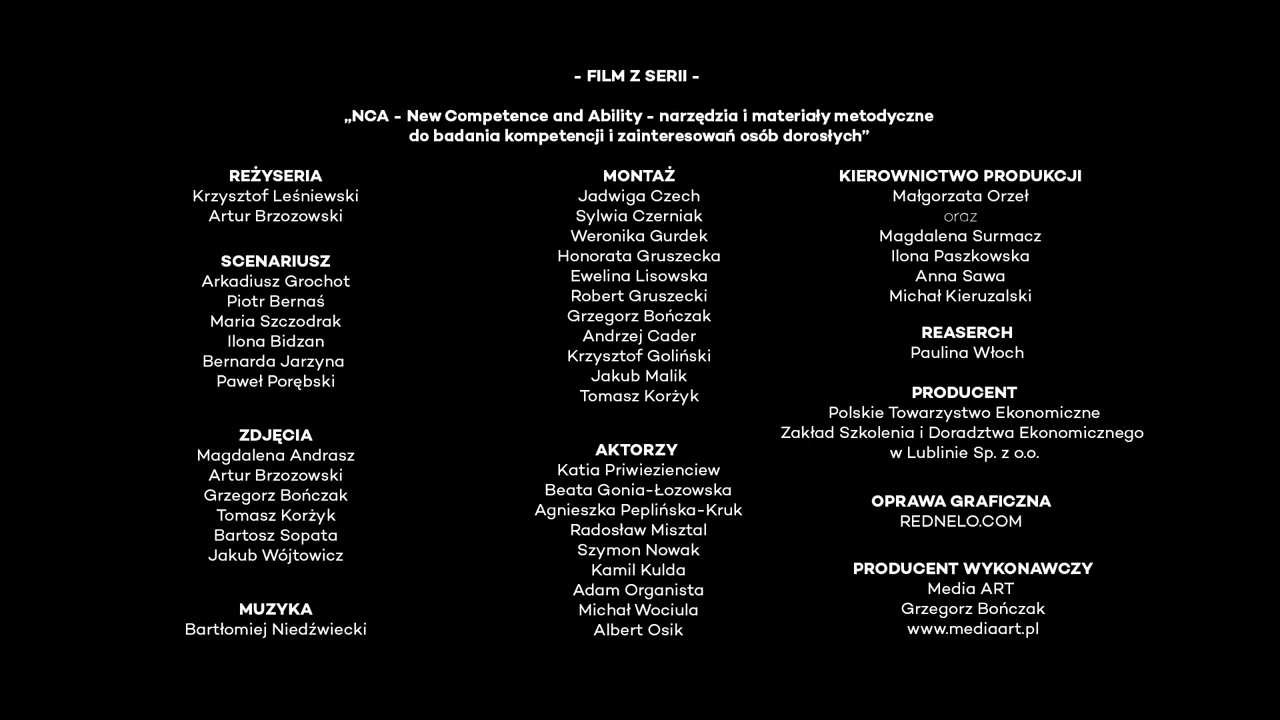 - FILM Z SERII -
„NCA - New Competence and Ability - narzędzia i materiały metodyczne
do badania kompetencji i zainteresowań osób dorosłych”
REŻYSERIA
Krzysztof Leśniewski
Artur Brzozowski
SCENARIUSZ
Arkadiusz Grochot
Piotr Bernaś
Maria Szczodrak
Ilona Bidzan
Bernarda Jarzyna
Paweł Porębski
ZDJĘCIA
Magdalena Andrasz
Artur Brzozowski
Grzegorz Bończak
Tomasz Korżyk
Bartosz Sopata
Jakub Wójtowicz
MUZYKA
Bartłomiej Niedźwiecki
MONTAŻ
Jadwiga Czech
Sylwia Czerniak
Weronika Gurdek
Honorata Gruszecka
Ewelina Lisowska
Robert Gruszecki
Grzegorz Bończak
Andrzej Cader
Krzysztof Goliński
Jakub Malik
Tomasz Korżyk
AKTORZY
Katia Priwiezienciew
Beata Gonia-Łozowska
Agnieszka Peplińska-Kruk
Radosław Misztal
Szymon Nowak
Kamil Kulda
Adam Organista
Michał Wociula
Albert Osik
KIEROWNICTWO PRODUKCJI
Małgorzata Orzeł
oraz
Magdalena Surmacz
Ilona Paszkowska
Anna Sawa
Michał Kieruzalski
REASERCH
Paulina Włoch
PRODUCENT
Polskie Towarzystwo Ekonomiczne
Zakład Szkolenia i Doradztwa Ekonomicznego
w Lublinie Sp. z o.o.
OPRAWA GRAFICZNA
REDNELO.COM
PRODUCENT WYKONAWCZY
Media ART
Grzegorz Bończak
www.mediaart.pl